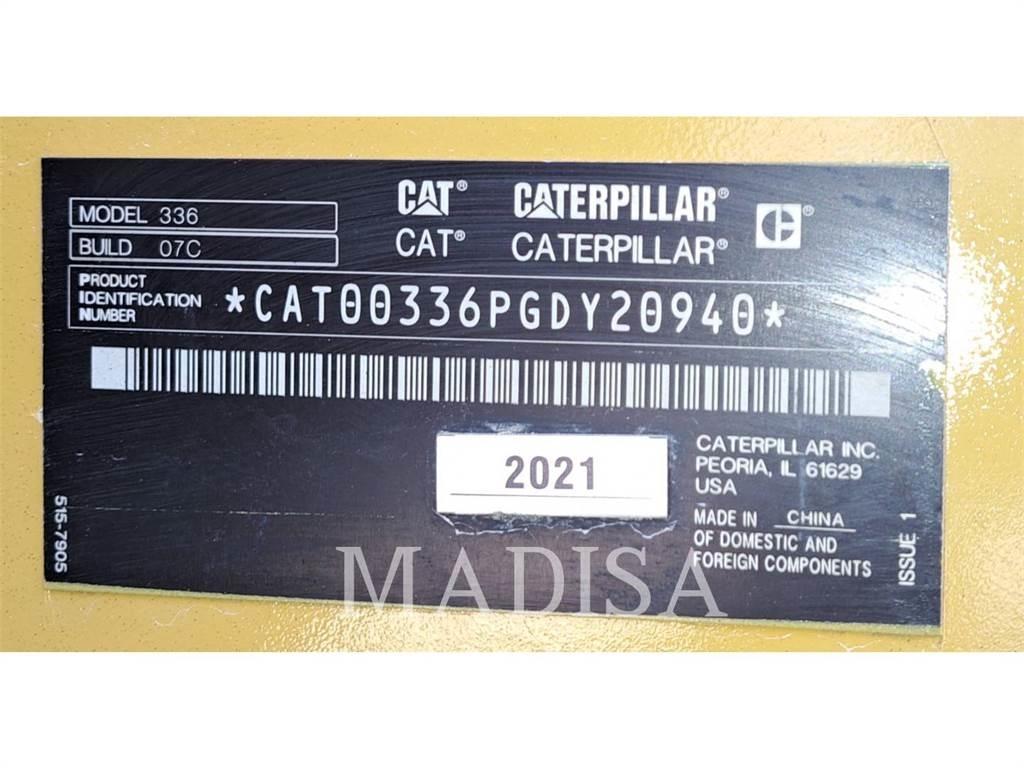 MODEL 336
BUILD 07C
CAT® CATERPILLAR® C®
CAT® CATERPILLAR®
PRODUCT
IDENTIFICATION
NUMBER
*CAT00336PGDY20940*
2021
CATERPILLAR INC.
PEORIA, IL 61629
USA
MADE IN CHINA
OF DOMESTIC AND
FOREIGN COMPONENTS
515-7905
ISSUE 1
MADISA